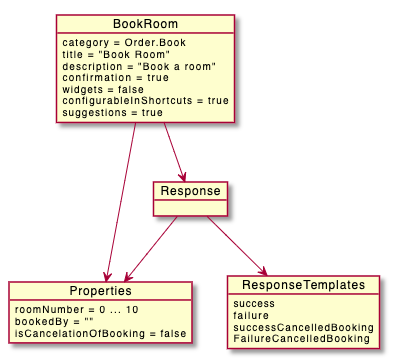 BookRoom
category = Order.Book
title = "Book Room"
description = "Book a room"
confirmation = true
widgets = false
configurableInShortcuts = true
suggestions = true
Response
Properties
roomNumber = 0 ... 10
bookedBy = ""
isCancelationOfBooking = false
ResponseTemplates
success
failure
successCancelledBooking
FailureCancelledBooking